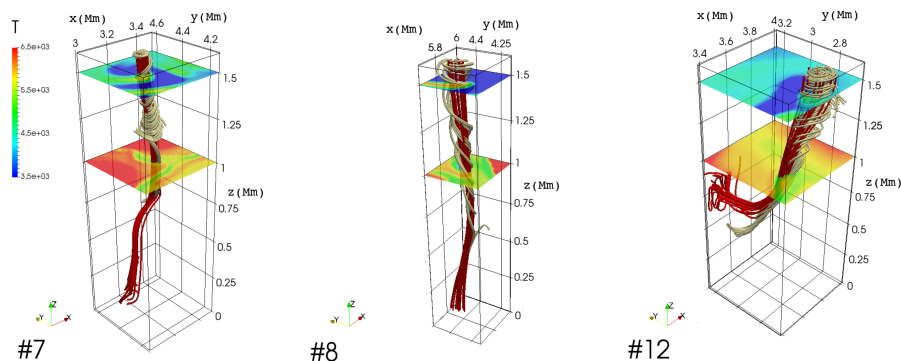 T
6.5e+03
5.5e+03
4.5e+03
3.5e+03
x(Mm)
3
3.2
3.4
y(Mm)
4.6
4.4
4.2
1.5
1.25
1
z(Mm)
0.75
0.5
0.25
0
Z
Y
X
#7
x(Mm)
5.8
6
y(Mm)
4.4
4.25
1.5
1.25
1
z(Mm)
0.75
0.5
0.25
0
Z
Y
X
#8
x(Mm)
3.4
3.6
3.8
4
y(Mm)
3.2
3
2.8
1.5
1.25
1
z(Mm)
0.75
0.5
0.25
0
Z
Y
X
#12